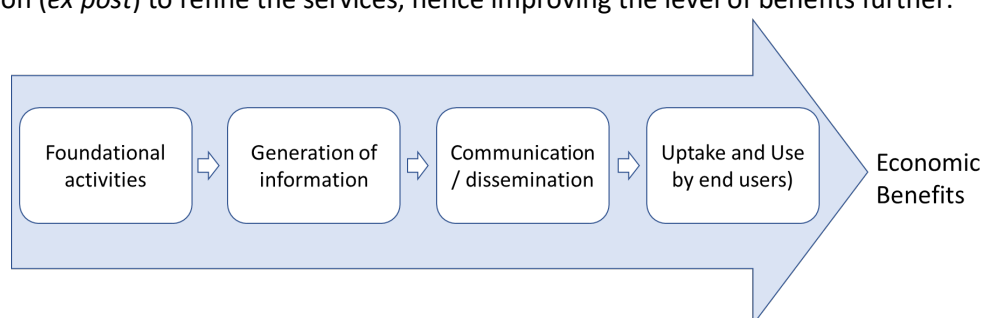 on (ex post) to refine the services, hence improving the level of benefits further.
Foundational
activities
Generation of
information
Communication
/ dissemination
Uptake and Use
by end users)
Economic
Benefits